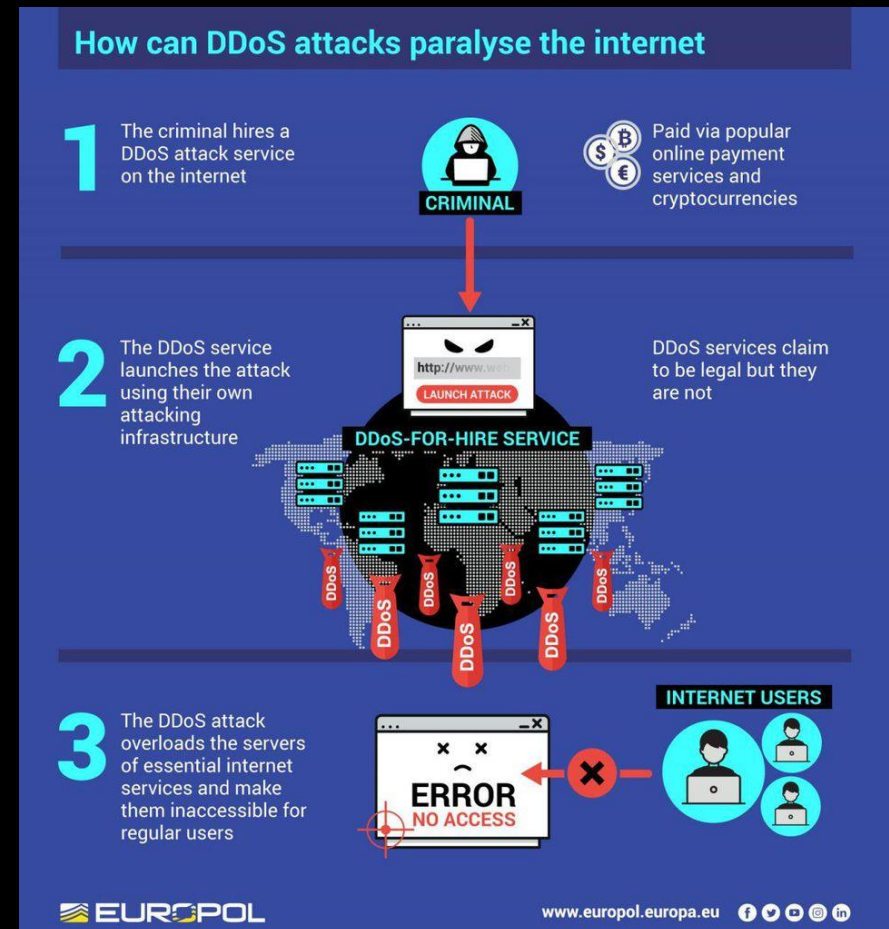 How can DDoS attacks paralyse the internet
1
The criminal hires a
DDoS attack service
on the internet
CRIMINAL
$
₿
€
Paid via popular
online payment
services and
cryptocurrencies
2
The DDoS service
launches the attack
using their own
attacking
infrastructure
http://www.web
LAUNCH ATTACK
DDoS-FOR-HIRE SERVICE
DDoS services claim
to be legal but they
are not
DDoS
DDoS
DDoS
DDoS
DDoS
DDoS
DDoS
3
The DDoS attack
overloads the servers
of essential internet
services and make
them inaccessible for
regular users
ERROR
NO ACCESS
INTERNET USERS
EUROPOL
www.europol.europa.eu